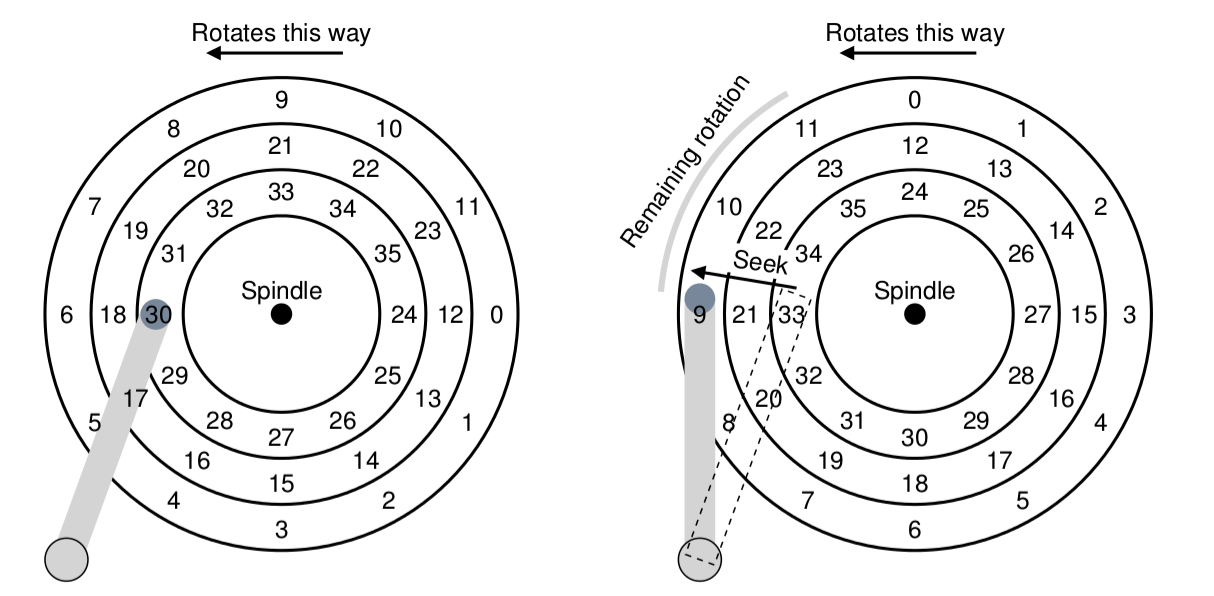 Rotates this way
9
8 10
21
20 22
33
7 32 34 11
19 23
31 35
Spindle
6 18 30 24 12 0
29 25
17 13
5 28 26 1
27
16 14
15
4 2
3
Rotates this way
Remaining rotation
0
11 1
12
23 13
24
10 35 25 2
22 14
34 26
Seek
Spindle
9 21 33 27 15 3
32 28
20 16
8 31 29 4
30
19 17
18
7 5
6